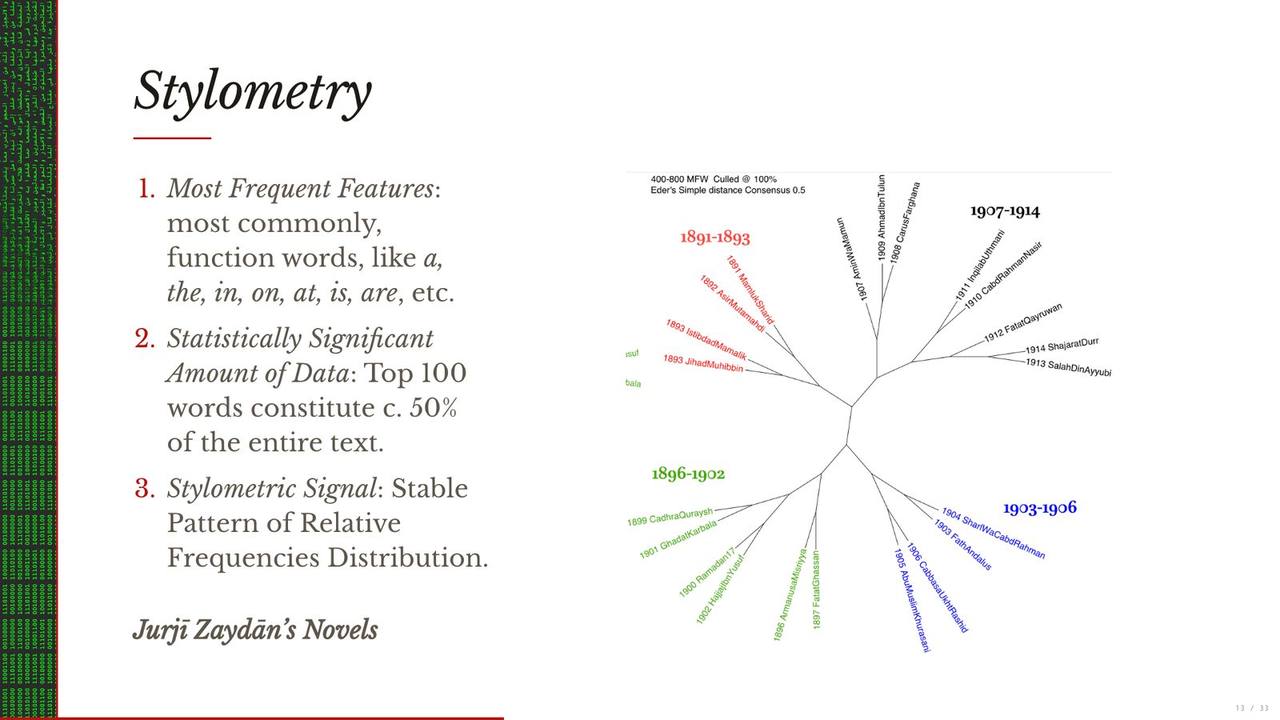 Stylometry
1. Most Frequent Features:
most commonly,
function words, like a,
the, in, on, at, is, are, etc.
2. Statistically Significant
Amount of Data: Top 100
words constitute c. 50%
of the entire text.
3. Stylometric Signal: Stable
Pattern of Relative
Frequencies Distribution.
Jurjī Zaydān’s Novels
400-800 MFW Culled @ 100%
Eder's Simple distance Consensus 0.5
1891-1893
1891 MamlukSharid
1892 AsirMutamahdi
1893 IstibdadMamalik
1893 JihadMuhibbin
usuf
bala
1907-1914
1907 AminWaMamun
1909 AhmadIbnTulun
1908 CarusFarghana
1911 InqilabUthmani
1910 CabdRahmanNasir
1912 FatatQayruwan
1914 ShajaratDurr
1913 SalahDinAyyubi
1896-1902
1899 CadhraQuraysh
1901 GhadatKarbala
1900 Ramadan17
1902 HajjajIbnYusuf
1896 ArmanusaMisriyya
1897 FatatGhassan
1903-1906
1904 SharlWaCabdRahman
1903 FathAndalus
1906 CabbasaUkhtRashid
1905 AbuMuslimKhurasani
13 / 33